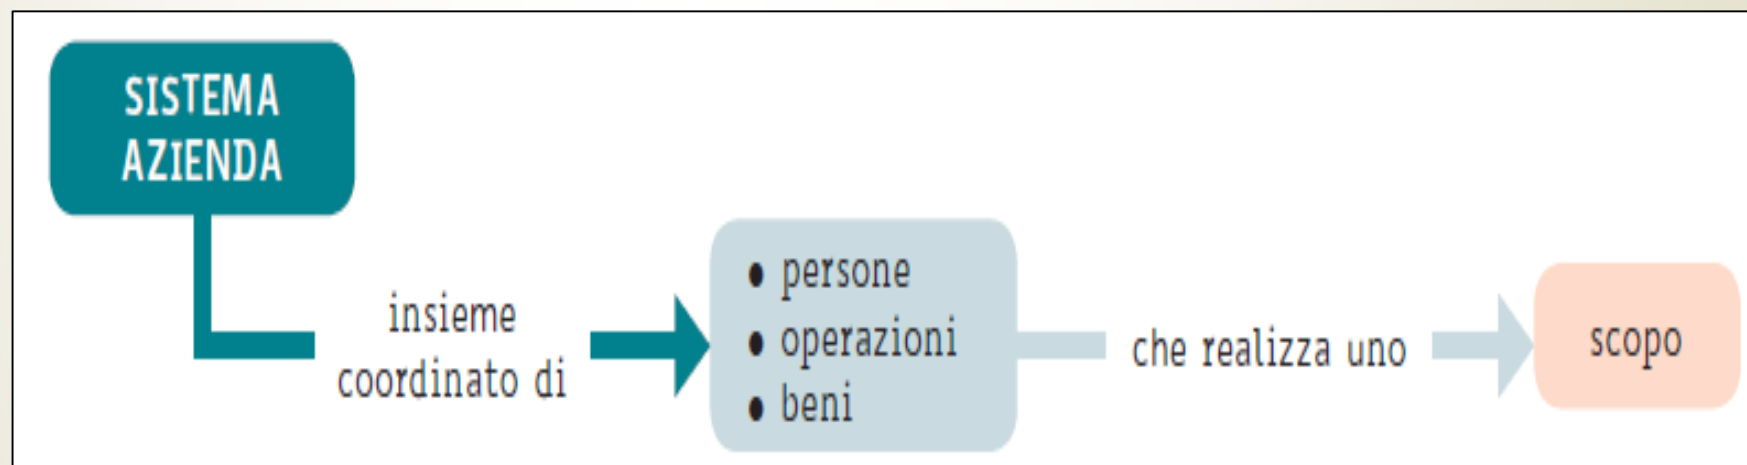 SISTEMA
AZIENDA
insieme
coordinato di
• persone
• operazioni
• beni
che realizza uno
scopo